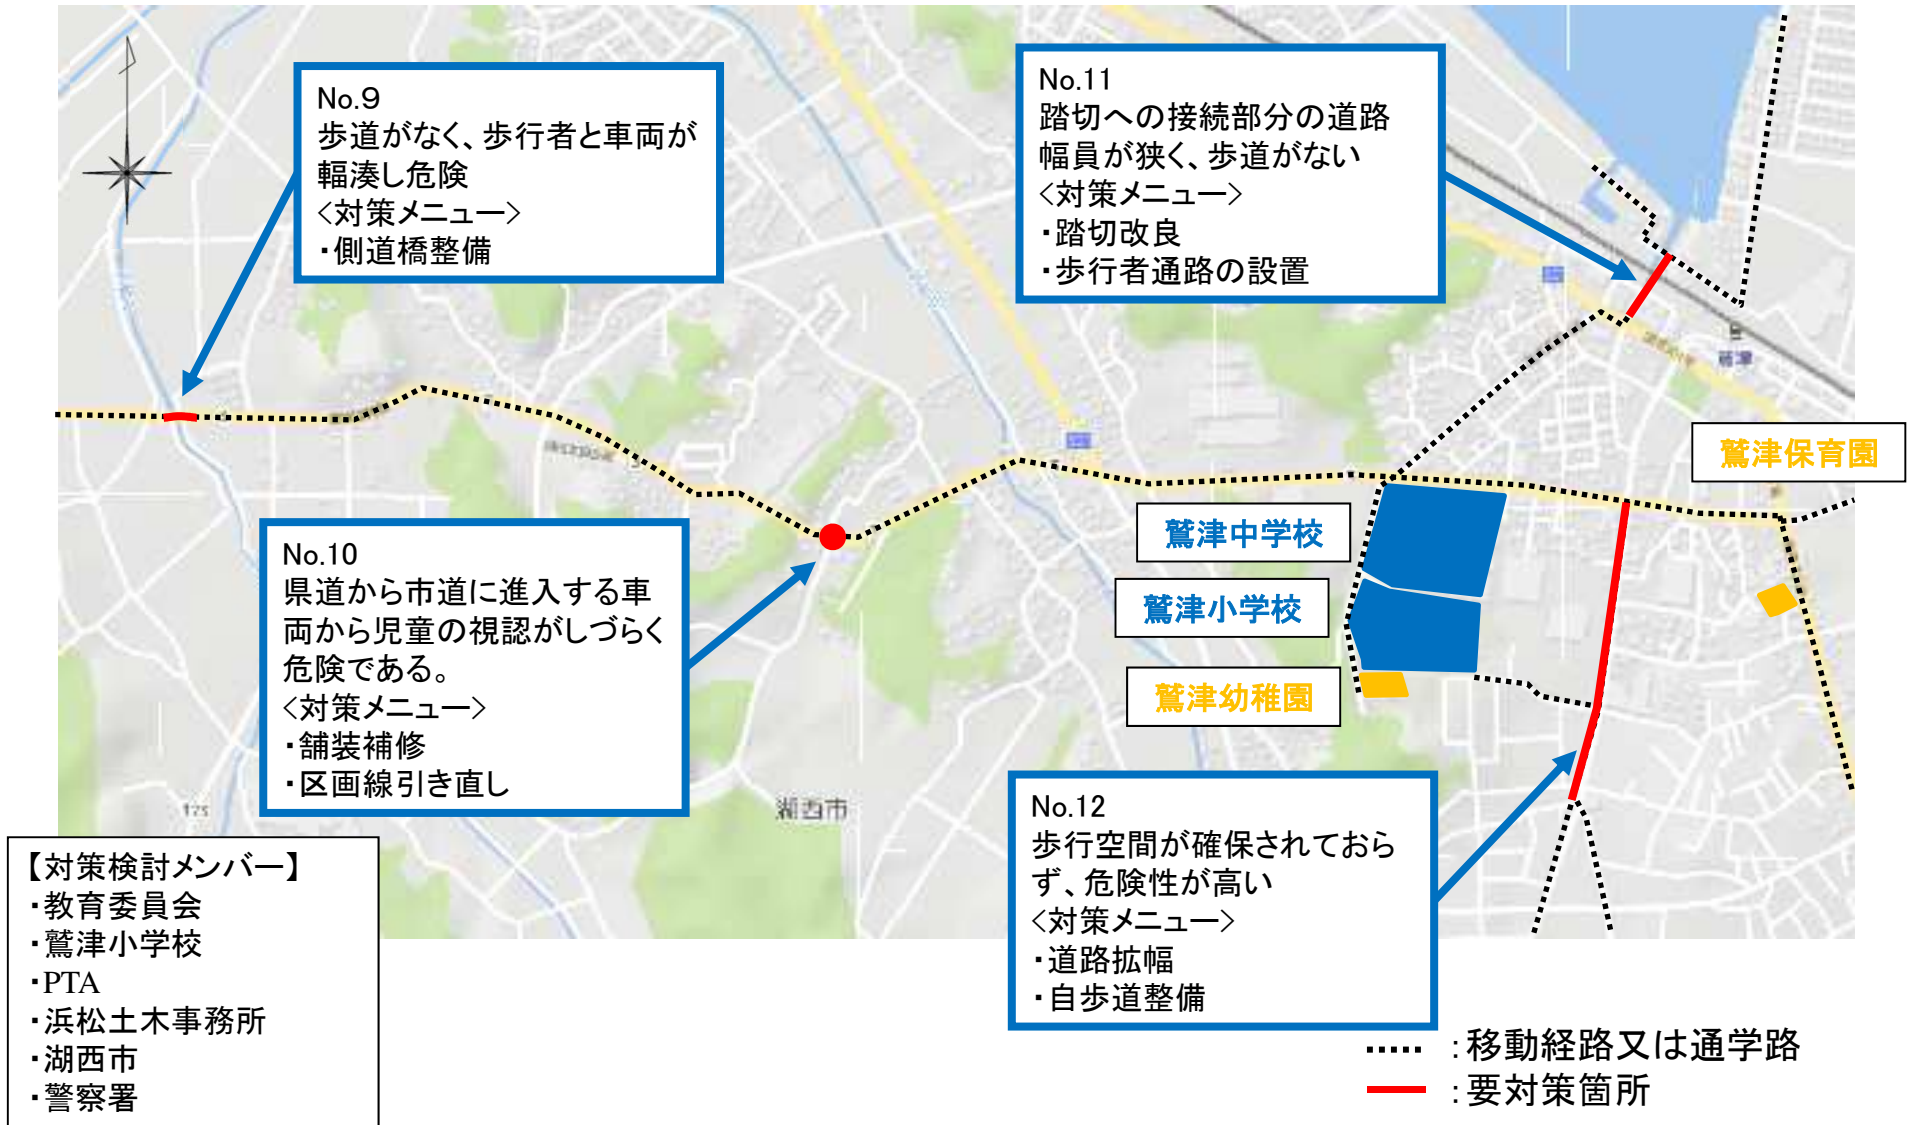 No.9
歩道がなく、歩行者と車両が
輻湊し危険
<対策メニュー>
・側道橋整備
No.11
踏切への接続部分の道路
幅員が狭く、歩道がない
<対策メニュー>
・踏切改良
・歩行者通路の設置
鷲津
鷲津保育園
No.10
県道から市道に進入する車
両から児童の視認がしづらく
危険である。
<対策メニュー>
・舗装補修
・区画線引き直し
鷲津中学校
鷲津小学校
鷲津幼稚園
175
湖西市
No.12
歩行空間が確保されておら
ず、危険性が高い
<対策メニュー>
・道路拡幅
・自歩道整備
【対策検討メンバー】
・教育委員会
・鷲津小学校
・PTA
・浜松土木事務所
・湖西市
・警察署
:移動経路又は通学路
:要対策箇所